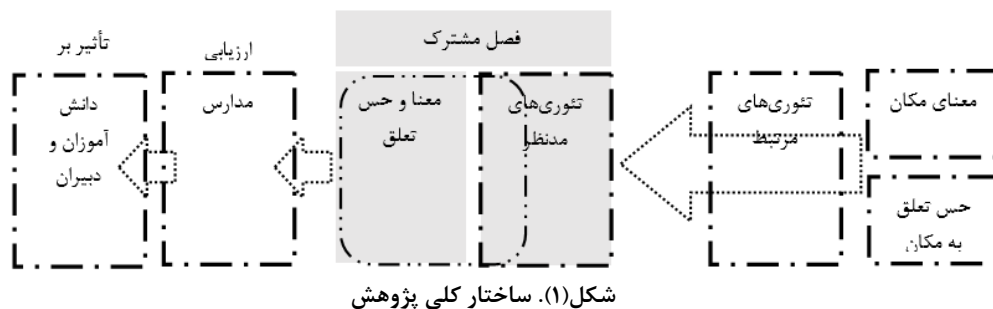 فصل مشترک
معنای مکان
حس تعلق
به مکان
تئوری‌های
مرتبط
تئوری‌های
مدنظر
معنا و حس
تعلق
ارزیابی
مدارس
تأثیر بر
دانش
آموزان و
دبیران
شکل(۱). ساختار کلی پژوهش